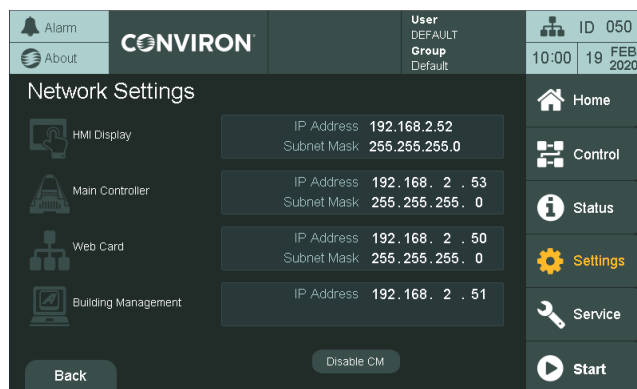 Alarm
About
CONVIRON
User
DEFAULT
Group
Default
ID 050
10:00 19 FEB 2020
Network Settings
HMI Display
IP Address 192.168.2.52
Subnet Mask 255.255.255.0
Main Controller
IP Address 192.168. 2 . 53
Subnet Mask 255.255.255. 0
Web Card
IP Address 192.168. 2 . 50
Subnet Mask 255.255.255. 0
Building Management
IP Address 192.168. 2 . 51
Disable CM
Back
Home
Control
Status
Settings
Service
Start